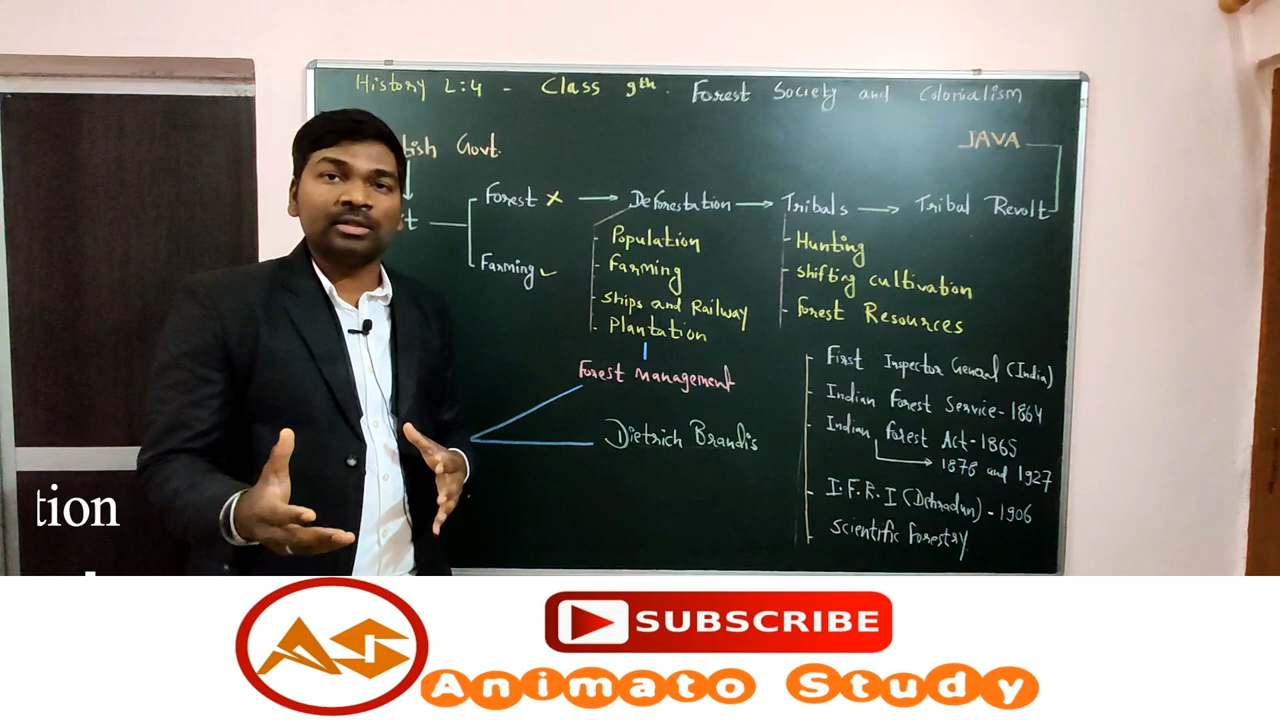 History L:4 - Class 9th. Forest Society and Colonialism
Govt.
JAVA
Forest x
Farming ✓
Deforestation
- Population
- Farming
- Ships and Railway
- Plantation
Forest management
Dietrich Brandis
Tribals
- Hunting
- Shifting cultivation
- Forest Resources
Tribal Revolt
First Inspector General (India)
Indian Forest Service - 1864
Indian Forest Act - 1865
1878 and 1927
I.F.R.I (Dehradun) - 1906
Scientific Forestry
tion
AS
SUBSCRIBE
Animato Study